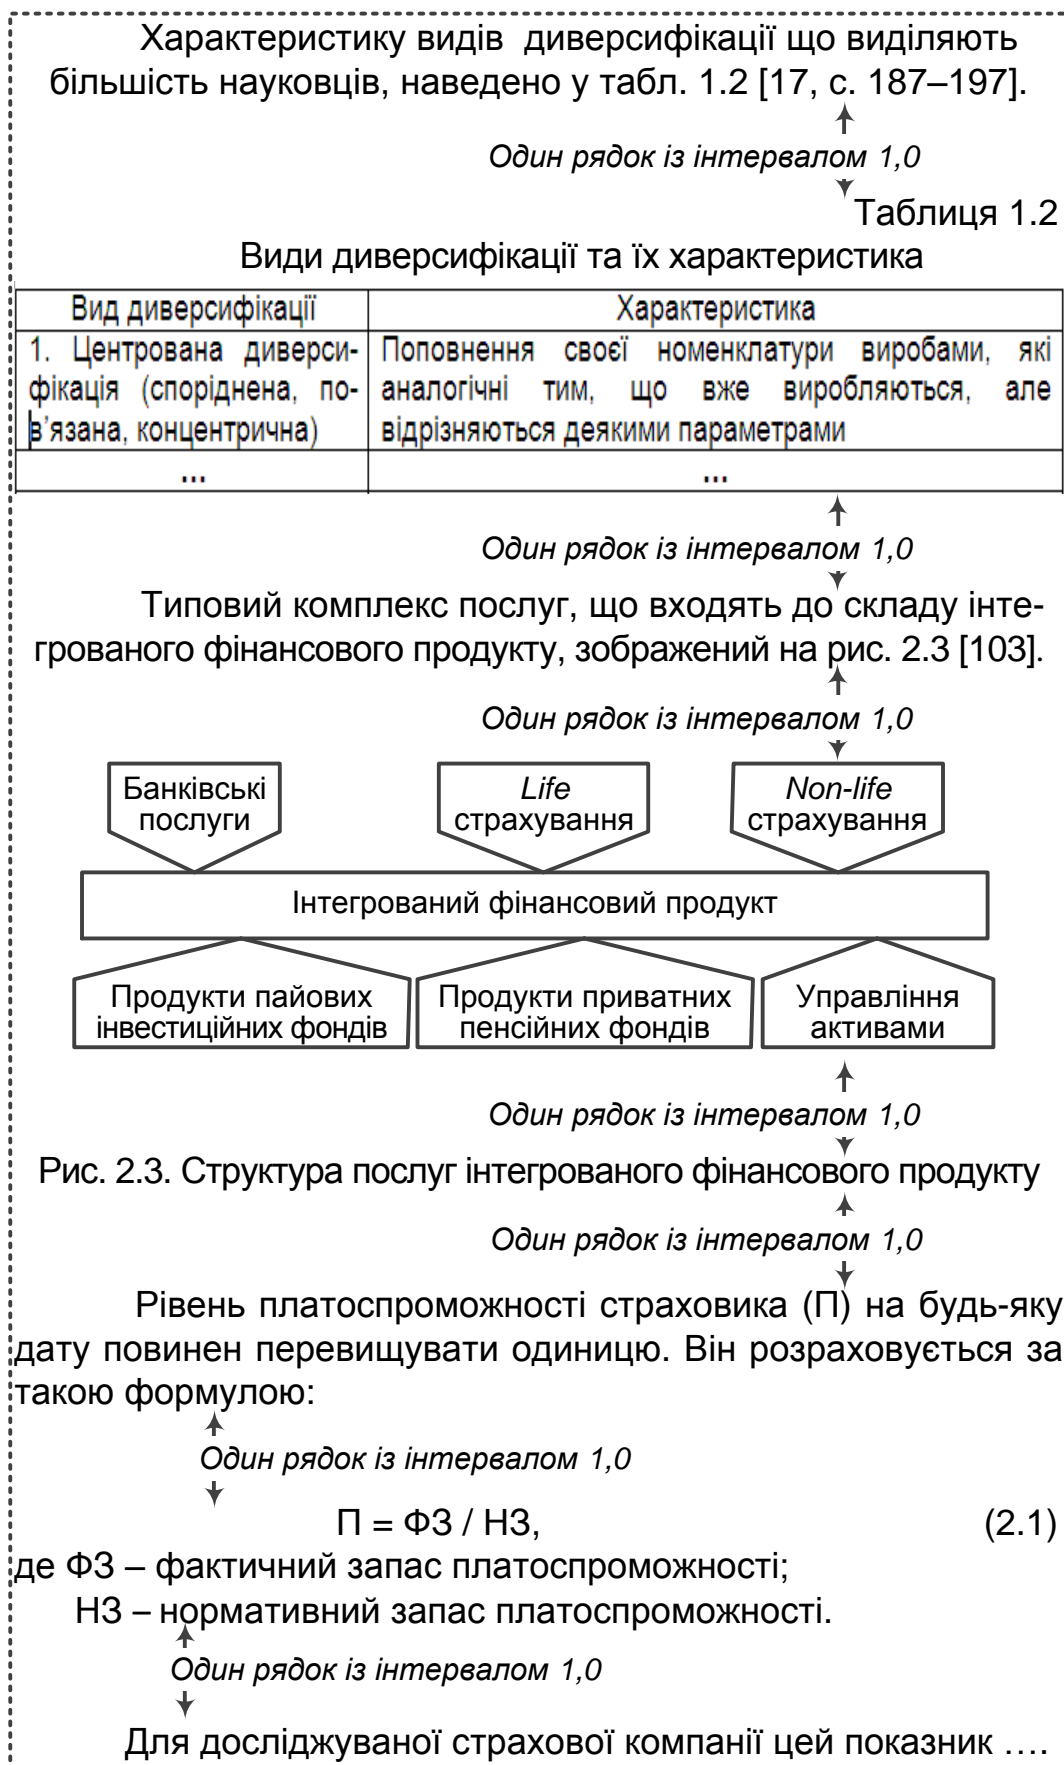 Характеристику видів диверсифікації що виділяють
більшість науковців, наведено у табл. 1.2 [17, с. 187–197].
Один рядок із інтервалом 1,0
Таблиця 1.2
Види диверсифікації та їх характеристика
Вид диверсифікації Характеристика
1. Центрована диверси- Поповнення своєї номенклатури виробами, які
фікація (споріднена, по- аналогічні тим, що вже виробляються, але
в’язана, концентрична) відрізняються деякими параметрами
... ...
Один рядок із інтервалом 1,0
Типовий комплекс послуг, що входять до складу інте-
грованого фінансового продукту, зображений на рис. 2.3 [103].
Один рядок із інтервалом 1,0
Банківські Life Non-life
послуги страхування страхування
Інтегрований фінансовий продукт
Продукти пайових Продукти приватних Управління
інвестиційних фондів пенсійних фондів активами
Один рядок із інтервалом 1,0
Рис. 2.3. Структура послуг інтегрованого фінансового продукту
Один рядок із інтервалом 1,0
Рівень платоспроможності страховика (П) на будь-яку
дату повинен перевищувати одиницю. Він розраховується за
такою формулою:
Один рядок із інтервалом 1,0
П = ФЗ / НЗ, (2.1)
де ФЗ – фактичний запас платоспроможності;
НЗ – нормативний запас платоспроможності.
Один рядок із інтервалом 1,0
Для досліджуваної страхової компанії цей показник ….